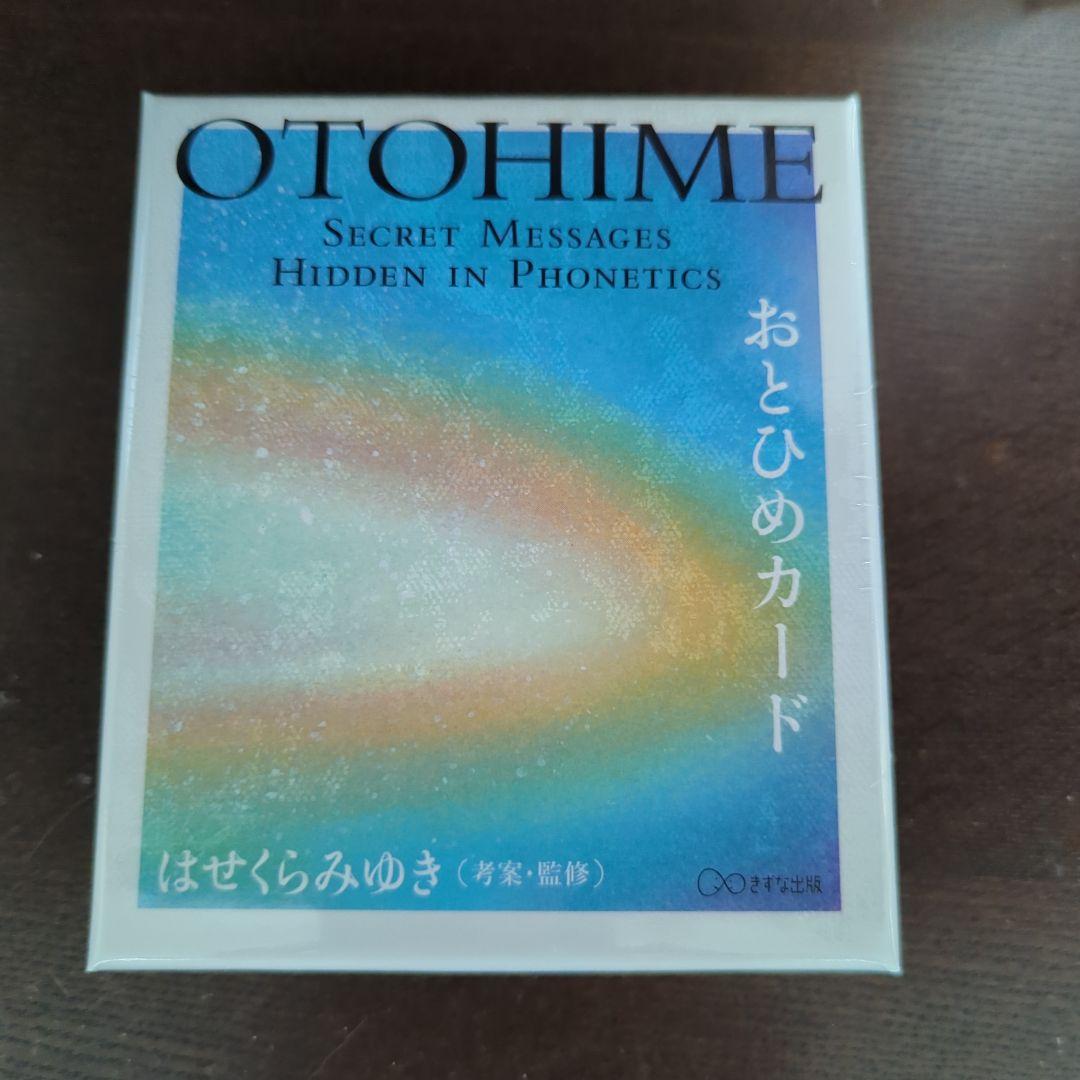 OTOHIME
SECRET MESSAGES
HIDDEN IN PHONETICS
おとひめカード
はせくらみゆき（考案・監修）
きずな出版